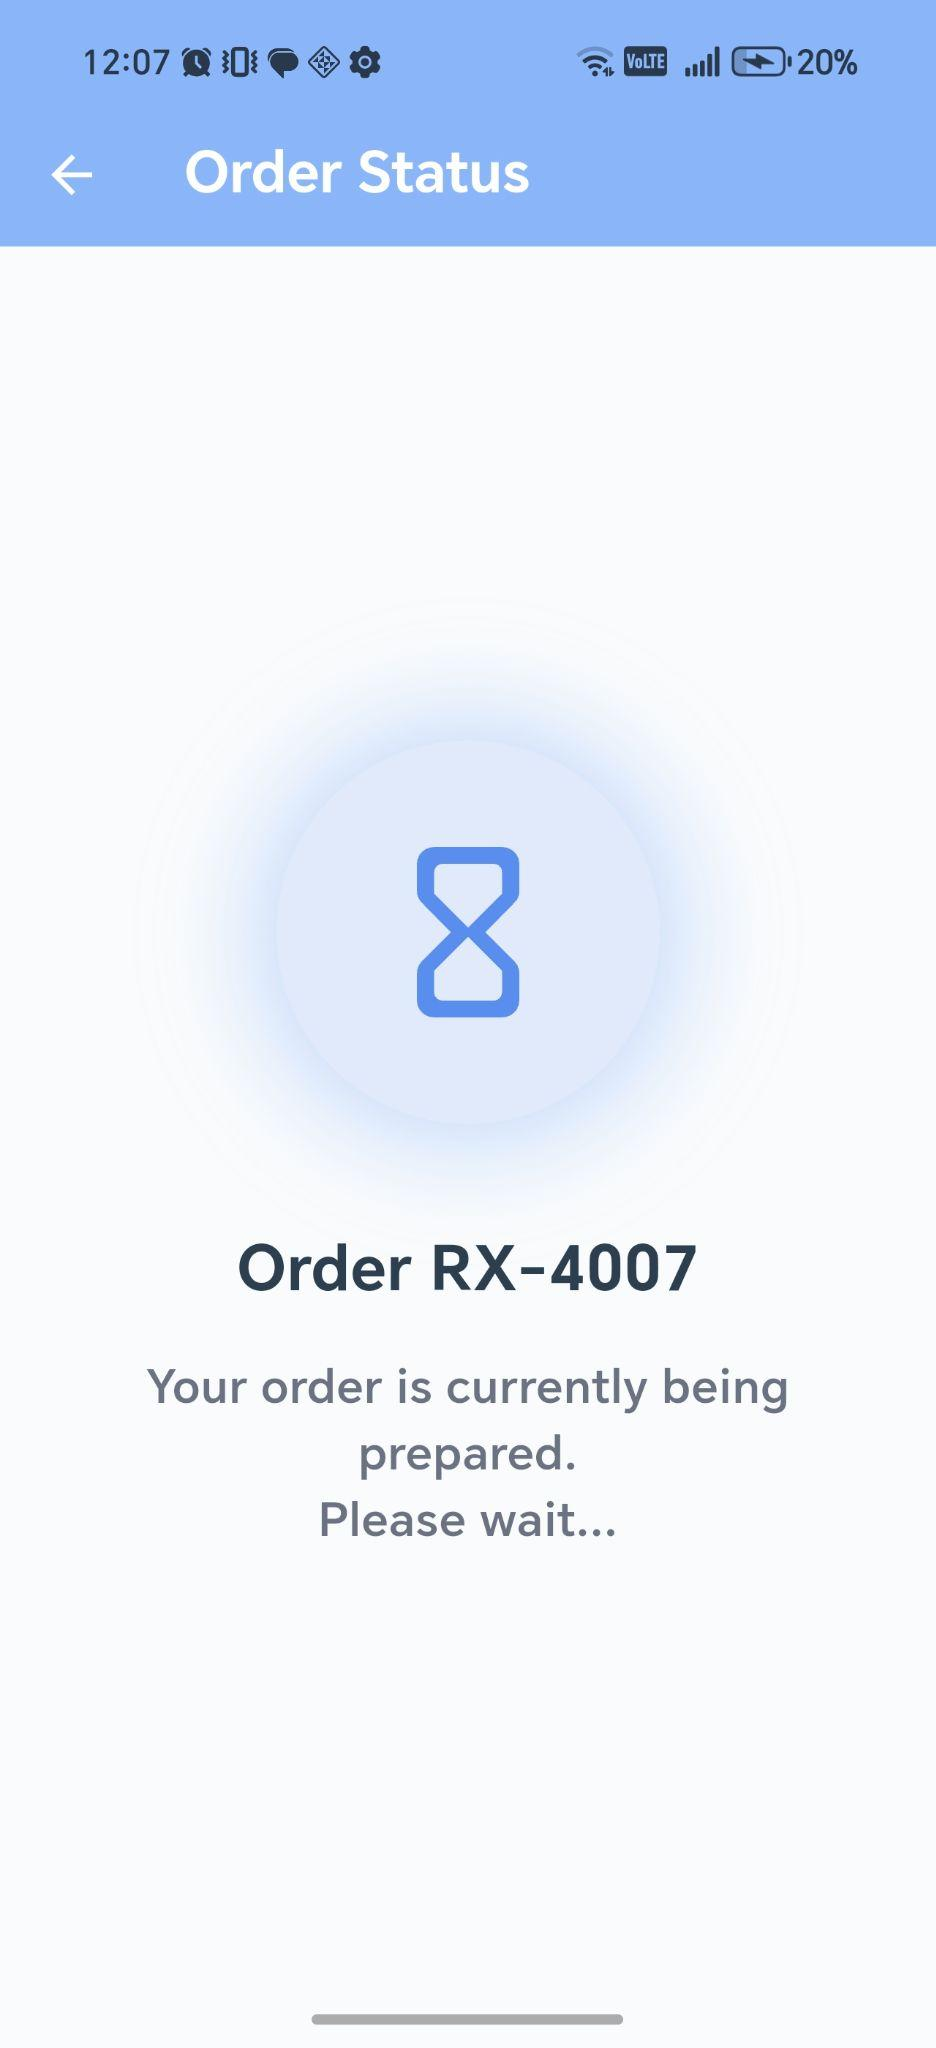 12:07
VoLTE
20%
Order Status
Order RX-4007
Your order is currently being
prepared.
Please wait...